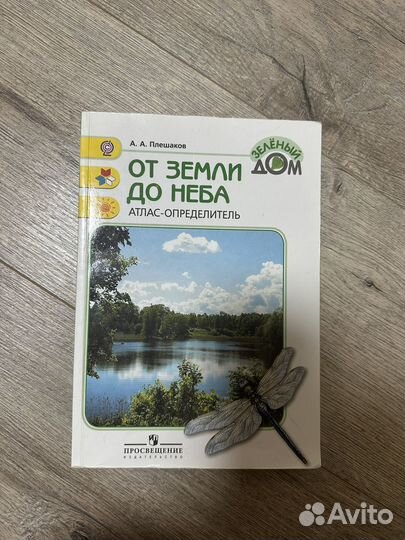 А. А. Плешаков
ЗЕЛЁНЫЙ
ДОМ
ОТ ЗЕМЛИ
ДО НЕБА
АТЛАС-ОПРЕДЕЛИТЕЛЬ
ПРОСВЕЩЕНИЕ
ИЗДАТЕЛЬСТВО
Avito